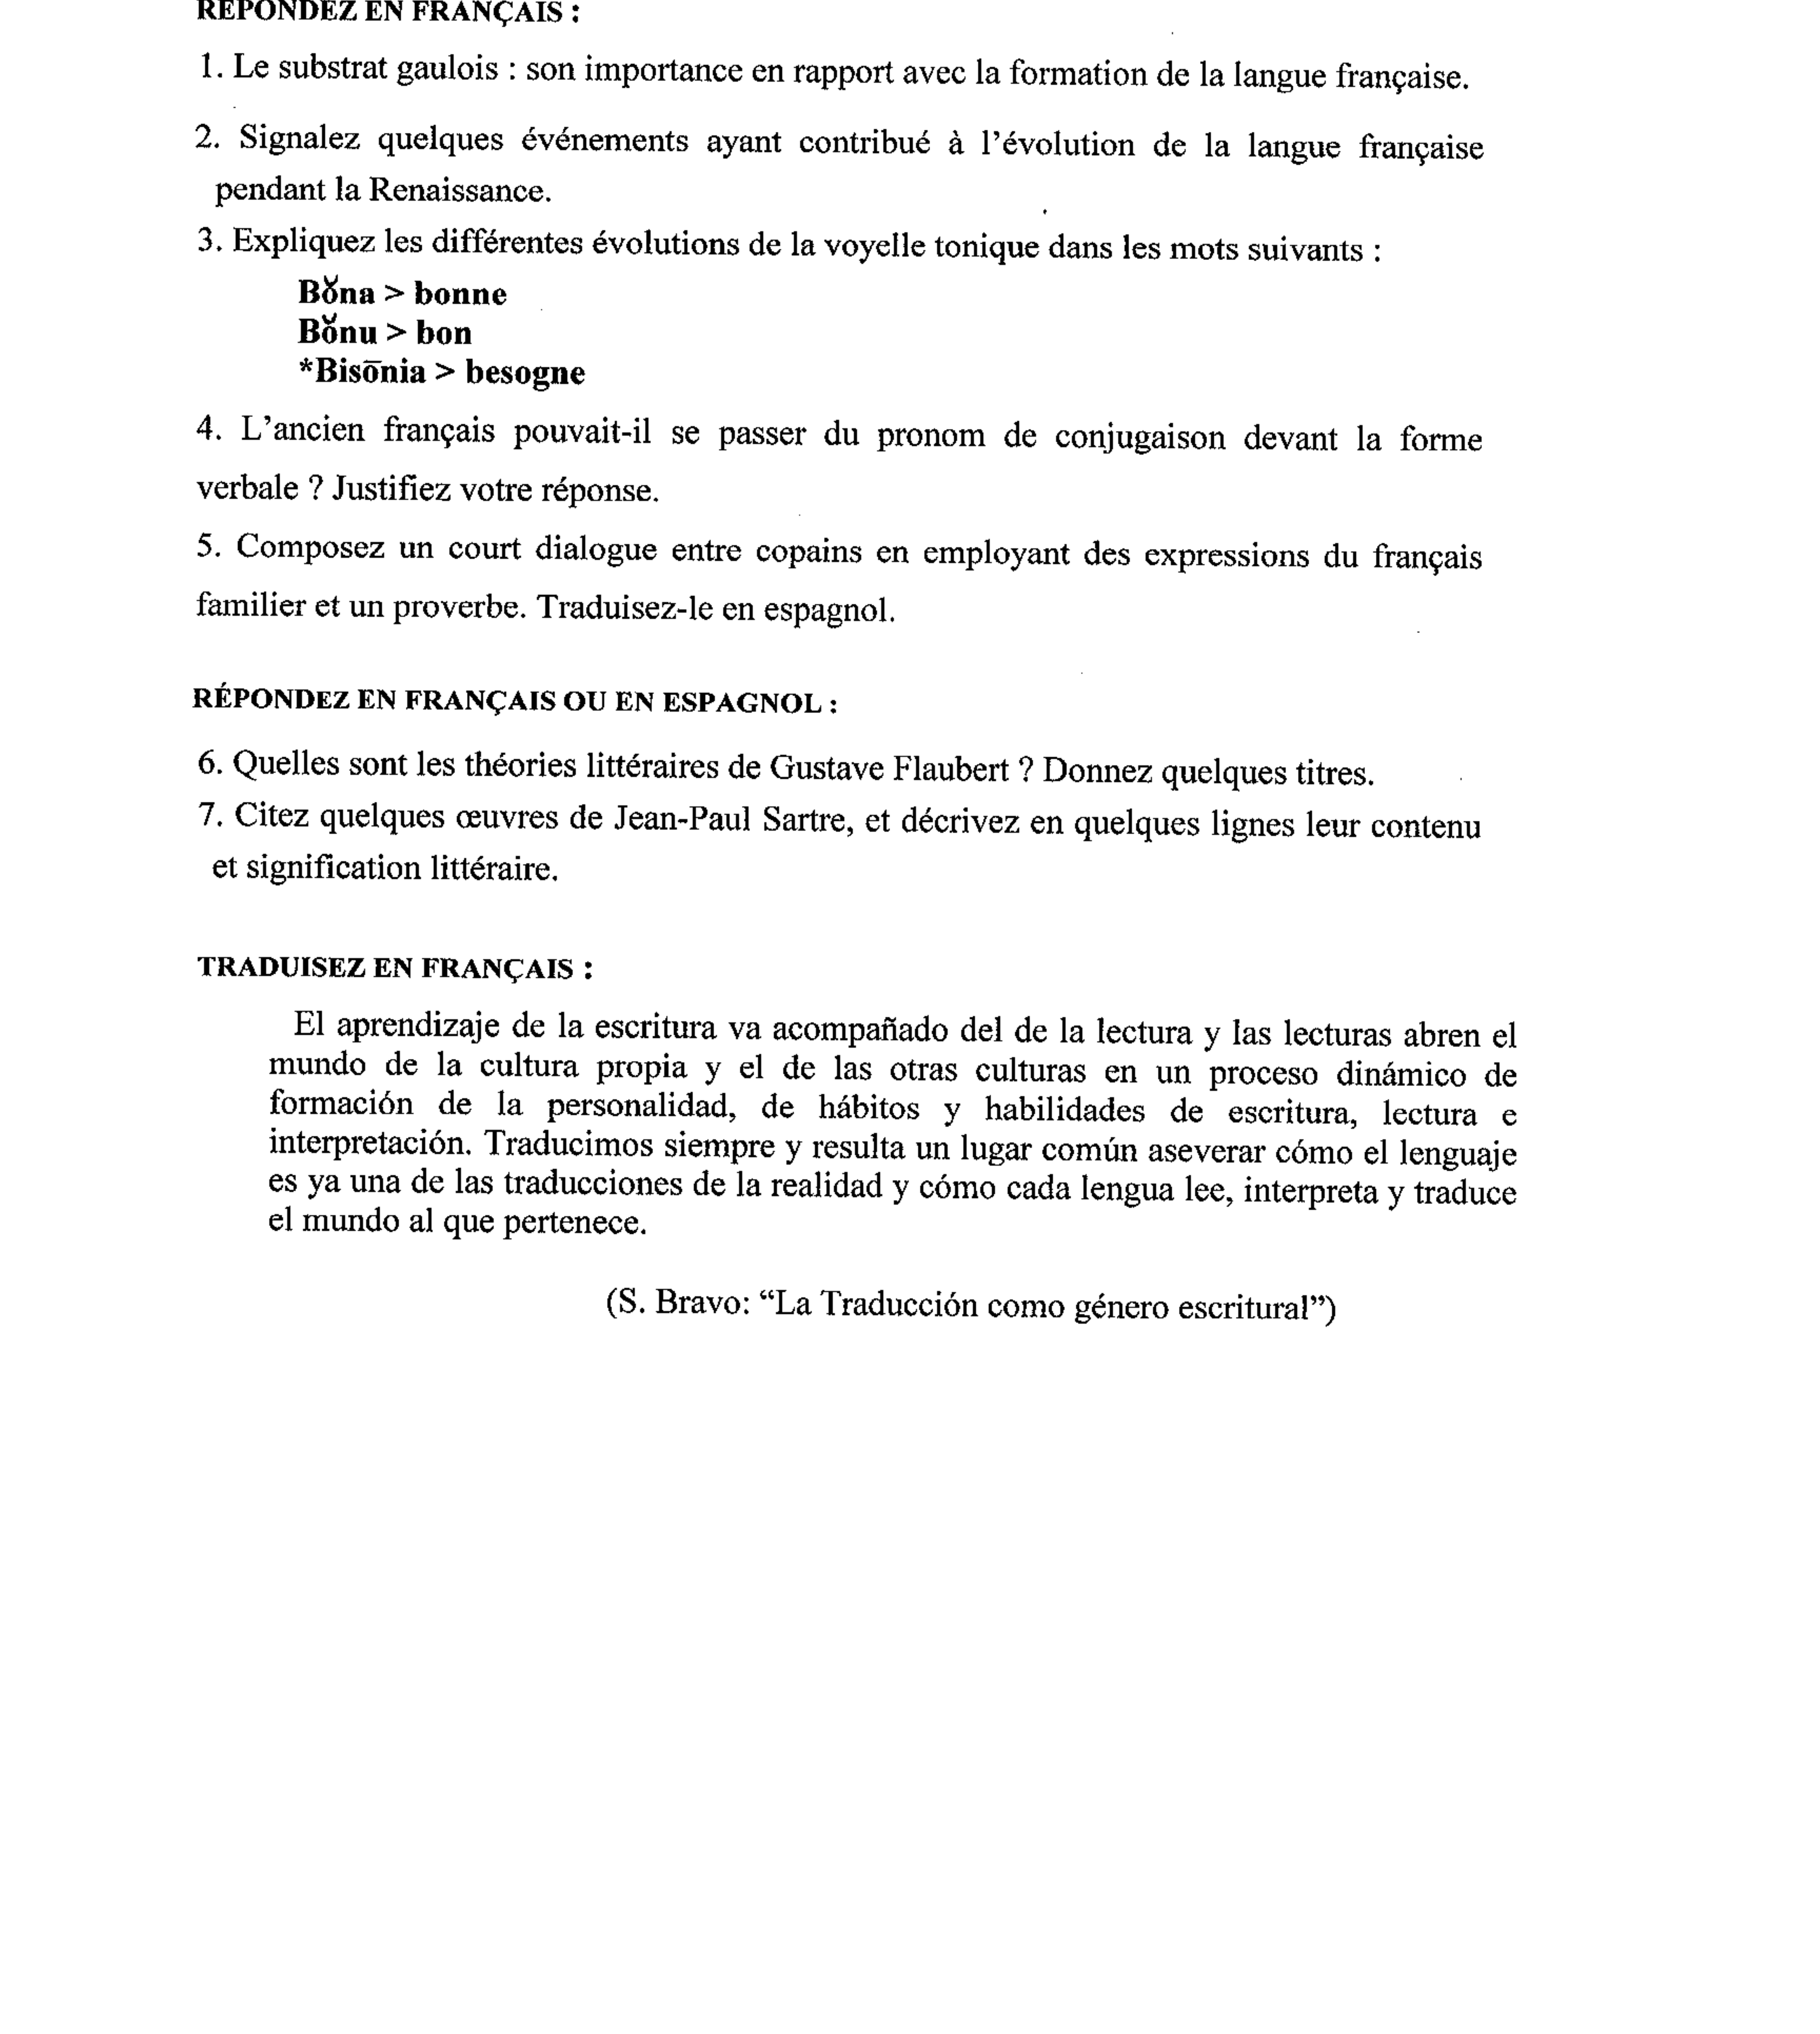 RÉPONDEZ EN FRANÇAIS :
1. Le substrat gaulois : son importance en rapport avec la formation de la langue française.
2. Signalez quelques événements ayant contribué à l'évolution de la langue française
pendant la Renaissance.
3. Expliquez les différentes évolutions de la voyelle tonique dans les mots suivants :
Bŏna > bonne
Bŏnu > bon
*Bisōnia > besogne
4. L'ancien français pouvait-il se passer du pronom de conjugaison devant la forme
verbale ? Justifiez votre réponse.
5. Composez un court dialogue entre copains en employant des expressions du français
familier et un proverbe. Traduisez-le en espagnol.
RÉPONDEZ EN FRANÇAIS OU EN ESPAGNOL :
6. Quelles sont les théories littéraires de Gustave Flaubert ? Donnez quelques titres.
7. Citez quelques œuvres de Jean-Paul Sartre, et décrivez en quelques lignes leur contenu
et signification littéraire.
TRADUISEZ EN FRANÇAIS :
El aprendizaje de la escritura va acompañado del de la lectura y las lecturas abren el
mundo de la cultura propia y el de las otras culturas en un proceso dinámico de
formación de la personalidad, de hábitos y habilidades de escritura, lectura e
interpretación. Traducimos siempre y resulta un lugar común aseverar cómo el lenguaje
es ya una de las traducciones de la realidad y cómo cada lengua lee, interpreta y traduce
el mundo al que pertenece.
(S. Bravo: “La Traducción como género escritural”)